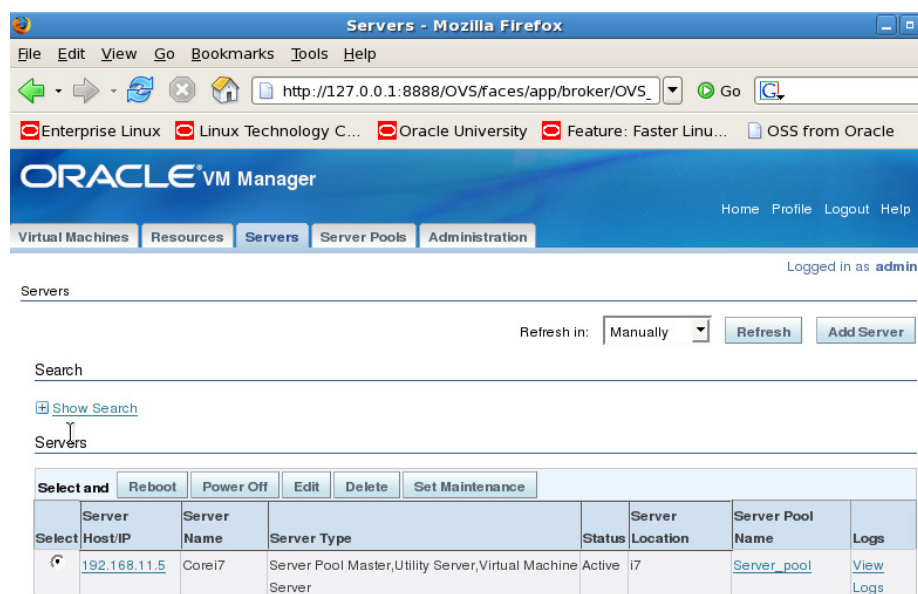 Servers - Mozilla Firefox
File Edit View Go Bookmarks Tools Help
http://127.0.0.1:8888/OVS/faces/app/broker/OVS_ Go G
Enterprise Linux Linux Technology C... Oracle University Feature: Faster Linu... OSS from Oracle
ORACLE VM Manager
Home Profile Logout Help
Virtual Machines Resources Servers Server Pools Administration
Logged in as admin
Servers
Refresh in: Manually Refresh Add Server
Search
Show Search
Servers
Select and Reboot Power Off Edit Delete Set Maintenance
Select Server Host/IP Server Name Server Type Status Server Location Server Pool Name Logs
192.168.11.5 Corei7 Server Pool Master,Utility Server,Virtual Machine Server Active i7 Server_pool View Logs